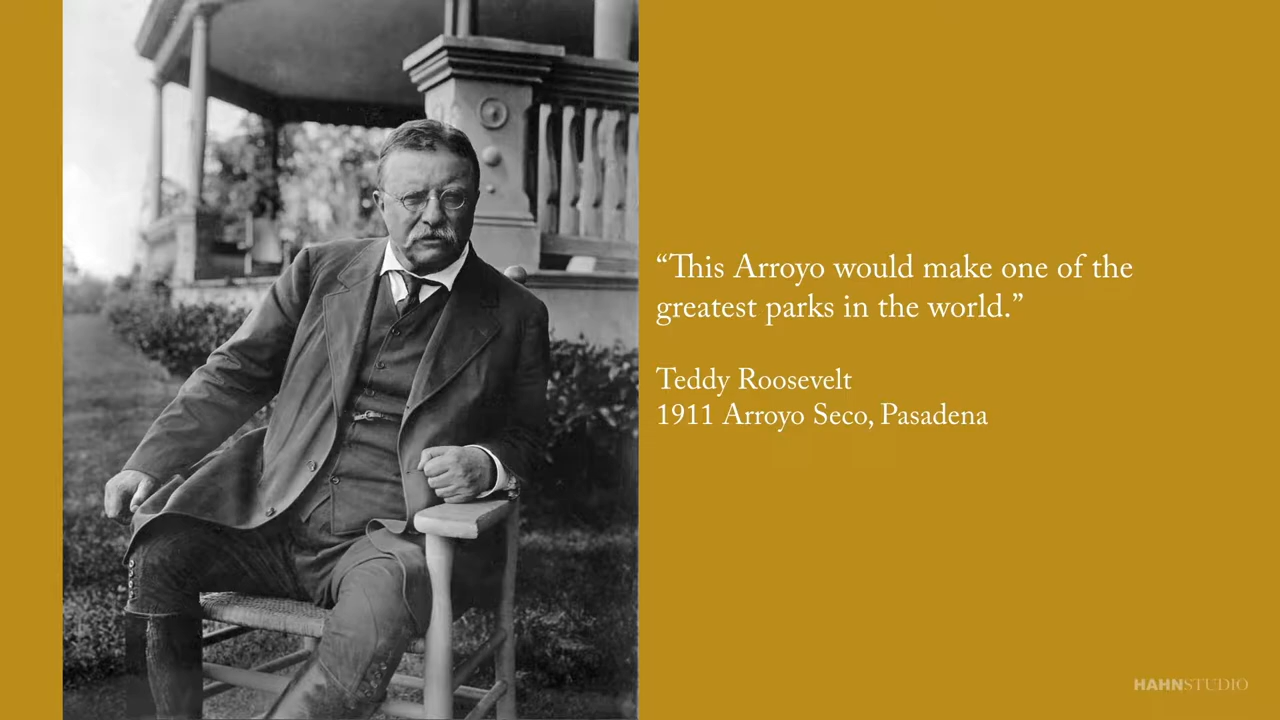 “This Arroyo would make one of the
greatest parks in the world.”
Teddy Roosevelt
1911 Arroyo Seco, Pasadena
HAHNSTUDIO